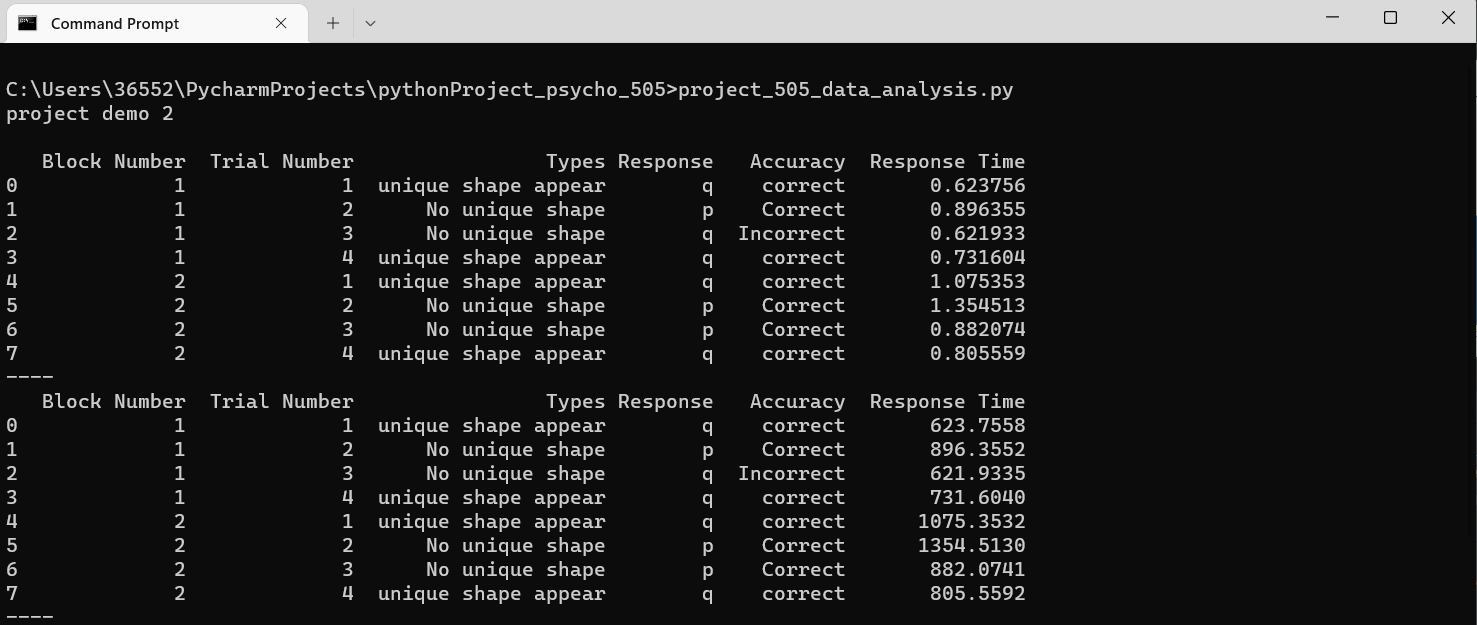 Command Prompt
C:\Users\36552\PycharmProjects\pythonProject_psycho_505>project_505_data_analysis.py
project demo 2
   Block Number  Trial Number                Types Response   Accuracy  Response Time
0             1             1  unique shape appear        q    correct       0.623756
1             1             2      No unique shape        p    Correct       0.896355
2             1             3      No unique shape        q  Incorrect       0.621933
3             1             4  unique shape appear        q    correct       0.731604
4             2             1  unique shape appear        q    correct       1.075353
5             2             2      No unique shape        p    Correct       1.354513
6             2             3      No unique shape        p    Correct       0.882074
7             2             4  unique shape appear        q    correct       0.805559
----
   Block Number  Trial Number                Types Response   Accuracy  Response Time
0             1             1  unique shape appear        q    correct       623.7558
1             1             2      No unique shape        p    Correct       896.3552
2             1             3      No unique shape        q  Incorrect       621.9335
3             1             4  unique shape appear        q    correct       731.6040
4             2             1  unique shape appear        q    correct      1075.3532
5             2             2      No unique shape        p    Correct      1354.5130
6             2             3      No unique shape        p    Correct       882.0741
7             2             4  unique shape appear        q    correct       805.5592
----